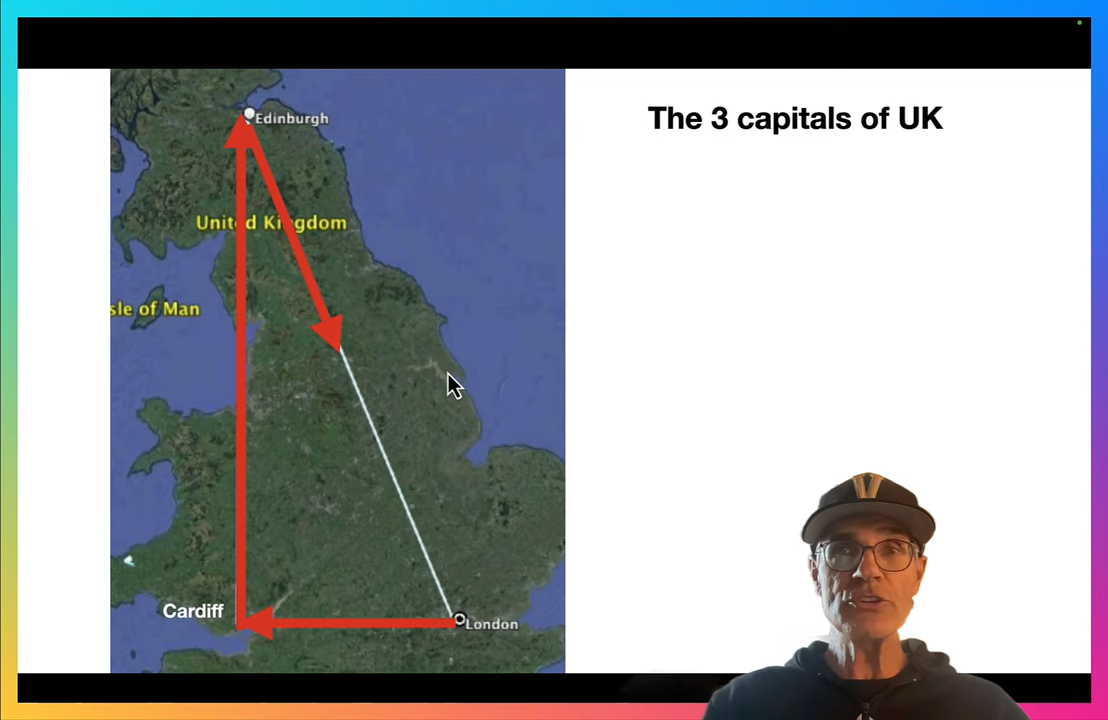 The 3 capitals of UK
Edinburgh
United Kingdom
sle of Man
Cardiff
London